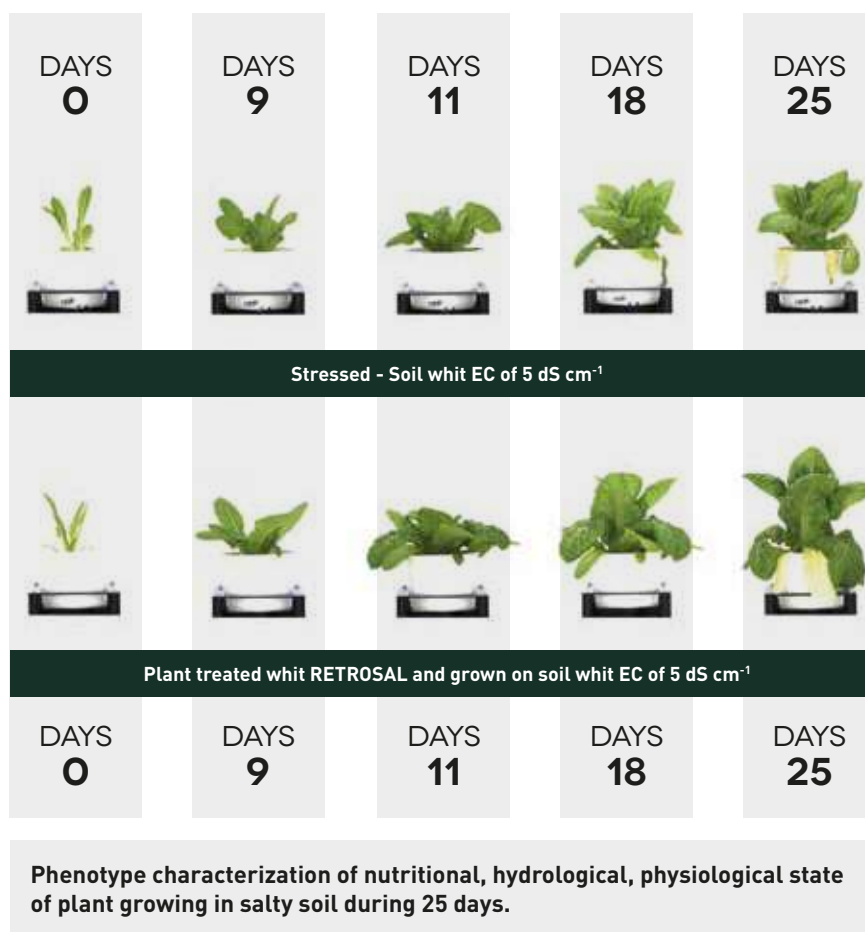 DAYS
0
DAYS
9
DAYS
11
DAYS
18
DAYS
25
Stressed - Soil whit EC of 5 dS cm⁻¹
Plant treated whit RETROSAL and grown on soil whit EC of 5 dS cm⁻¹
DAYS
0
DAYS
9
DAYS
11
DAYS
18
DAYS
25
Phenotype characterization of nutritional, hydrological, physiological state
of plant growing in salty soil during 25 days.